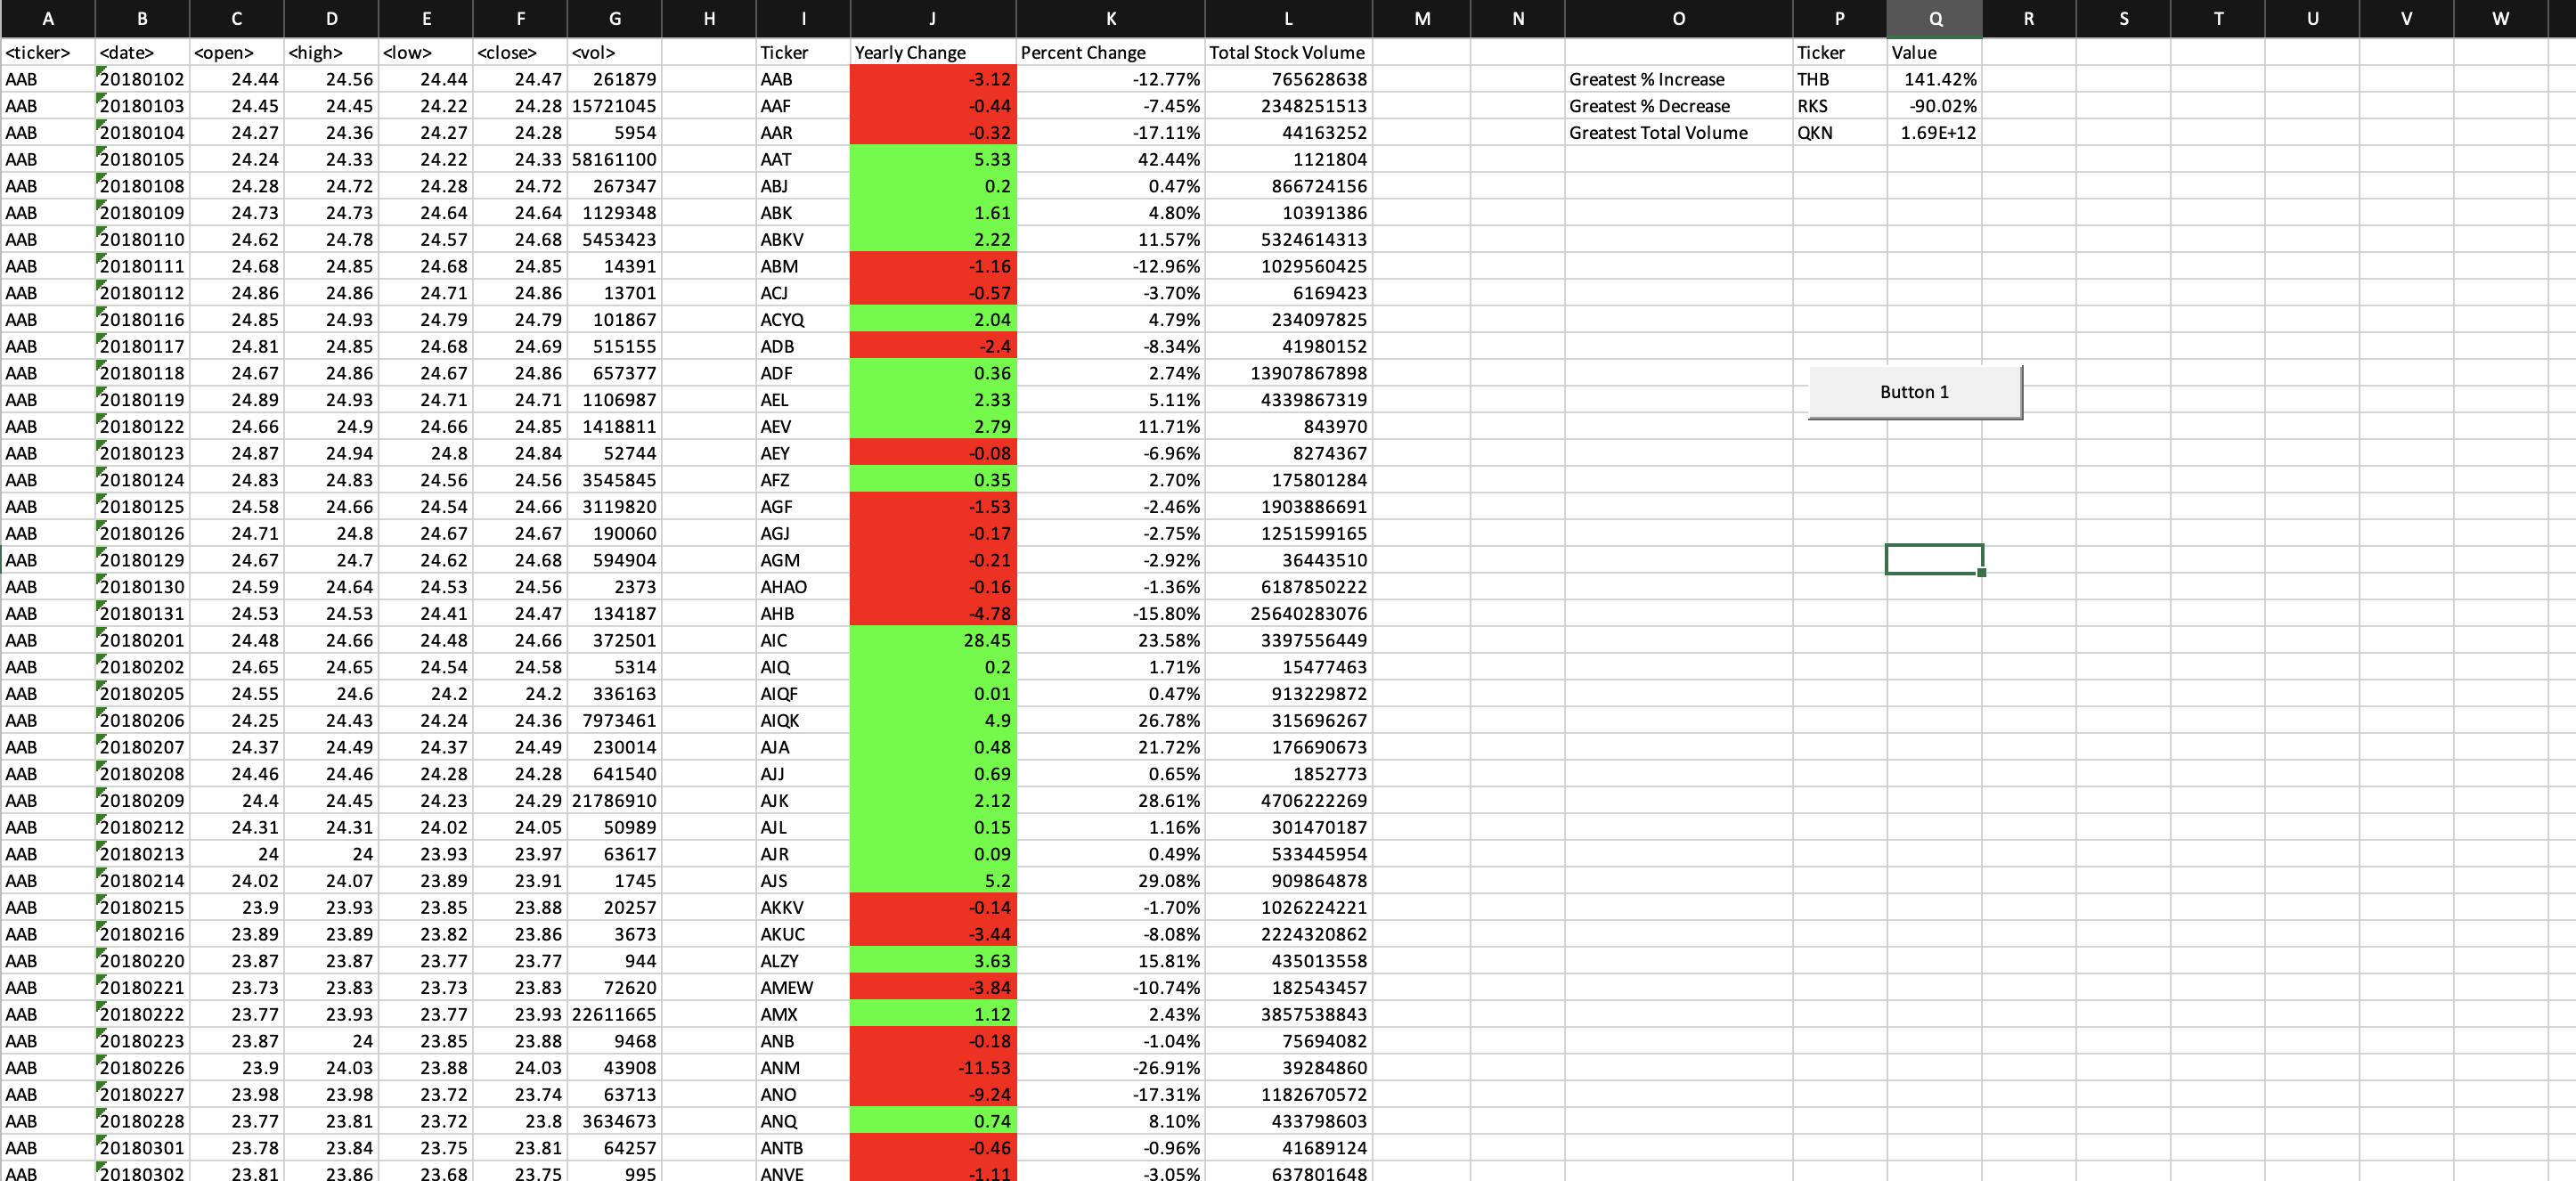 A B C D E F G H I J K L M N O P Q R S T U V W
<ticker> <date> <open> <high> <low> <close> <vol> Ticker Yearly Change Percent Change Total Stock Volume Ticker Value
AAB 20180102 24.44 24.56 24.44 24.47 261879 AAB -3.12 -12.77% 765628638 Greatest % Increase THB 141.42%
AAB 20180103 24.45 24.45 24.22 24.28 15721045 AAF -0.44 -7.45% 2348251513 Greatest % Decrease RKS -90.02%
AAB 20180104 24.27 24.36 24.27 24.28 5954 AAR -0.32 -17.11% 44163252 Greatest Total Volume QKN 1.69E+12
AAB 20180105 24.24 24.33 24.22 24.33 58161100 AAT 5.33 42.44% 1121804
AAB 20180108 24.28 24.72 24.28 24.72 267347 ABJ 0.2 0.47% 866724156
AAB 20180109 24.73 24.73 24.64 24.64 1129348 ABK 1.61 4.80% 10391386
AAB 20180110 24.62 24.78 24.57 24.68 5453423 ABKV 2.22 11.57% 5324614313
AAB 20180111 24.68 24.85 24.68 24.85 14391 ABM -1.16 -12.96% 1029560425
AAB 20180112 24.86 24.86 24.71 24.86 13701 ACJ -0.57 -3.70% 6169423
AAB 20180116 24.85 24.93 24.79 24.79 101867 ACYQ 2.04 4.79% 234097825
AAB 20180117 24.81 24.85 24.68 24.69 515155 ADB -2.4 -8.34% 41980152
AAB 20180118 24.67 24.86 24.67 24.86 657377 ADF 0.36 2.74% 13907867898
Button 1
AAB 20180119 24.89 24.93 24.71 24.71 1106987 AEL 2.33 5.11% 4339867319
AAB 20180122 24.66 24.9 24.66 24.85 1418811 AEV 2.79 11.71% 843970
AAB 20180123 24.87 24.94 24.8 24.84 52744 AEY -0.08 -6.96% 8274367
AAB 20180124 24.83 24.83 24.56 24.56 3545845 AFZ 0.35 2.70% 175801284
AAB 20180125 24.58 24.66 24.54 24.66 3119820 AGF -1.53 -2.46% 1903886691
AAB 20180126 24.71 24.8 24.67 24.67 190060 AGJ -0.17 -2.75% 1251599165
AAB 20180129 24.67 24.7 24.62 24.68 594904 AGM -0.21 -2.92% 36443510
AAB 20180130 24.59 24.64 24.53 24.56 2373 AHAO -0.16 -1.36% 6187850222
AAB 20180131 24.53 24.53 24.41 24.47 134187 AHB -4.78 -15.80% 25640283076
AAB 20180201 24.48 24.66 24.48 24.66 372501 AIC 28.45 23.58% 3397556449
AAB 20180202 24.65 24.65 24.54 24.58 5314 AIQ 0.2 1.71% 15477463
AAB 20180205 24.55 24.6 24.2 24.2 336163 AIQF 0.01 0.47% 913229872
AAB 20180206 24.25 24.43 24.24 24.36 7973461 AIQK 4.9 26.78% 315696267
AAB 20180207 24.37 24.49 24.37 24.49 230014 AJA 0.48 21.72% 176690673
AAB 20180208 24.46 24.46 24.28 24.28 641540 AJJ 0.69 0.65% 1852773
AAB 20180209 24.4 24.45 24.23 24.29 21786910 AJK 2.12 28.61% 4706222269
AAB 20180212 24.31 24.31 24.02 24.05 50989 AJL 0.15 1.16% 301470187
AAB 20180213 24 24 23.93 23.97 63617 AJR 0.09 0.49% 533445954
AAB 20180214 24.02 24.07 23.89 23.91 1745 AJS 5.2 29.08% 909864878
AAB 20180215 23.9 23.93 23.85 23.88 20257 AKKV -0.14 -1.70% 1026224221
AAB 20180216 23.89 23.89 23.82 23.86 3673 AKUC -3.44 -8.08% 2224320862
AAB 20180220 23.87 23.87 23.77 23.77 944 ALZY 3.63 15.81% 435013558
AAB 20180221 23.73 23.83 23.73 23.83 72620 AMEW -3.84 -10.74% 182543457
AAB 20180222 23.77 23.93 23.77 23.93 22611665 AMX 1.12 2.43% 3857538843
AAB 20180223 23.87 24 23.85 23.88 9468 ANB -0.18 -1.04% 75694082
AAB 20180226 23.9 24.03 23.88 24.03 43908 ANM -11.53 -26.91% 39284860
AAB 20180227 23.98 23.98 23.72 23.74 63713 ANO -9.24 -17.31% 1182670572
AAB 20180228 23.77 23.81 23.72 23.8 3634673 ANQ 0.74 8.10% 433798603
AAB 20180301 23.78 23.84 23.75 23.81 64257 ANTB -0.46 -0.96% 41689124
AAB 20180302 23.81 23.86 23.68 23.75 995 ANVE -1.11 -3.05% 637801648